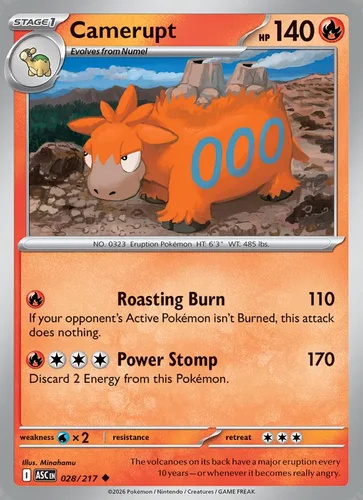 STAGE1
Camerupt
HP 140
Evolves from Numel
NO. 0323 Eruption Pokémon HT: 6'3" WT: 485 lbs.
Roasting Burn 110
If your opponent's Active Pokémon isn't Burned, this attack
does nothing.
Power Stomp 170
Discard 2 Energy from this Pokémon.
weakness ×2 resistance retreat
Illus. Minahamu
I ASC EN 028/217
The volcanoes on its back have a major eruption every
10 years—or whenever it becomes really angry.
©2026 Pokémon / Nintendo / Creatures / GAME FREAK